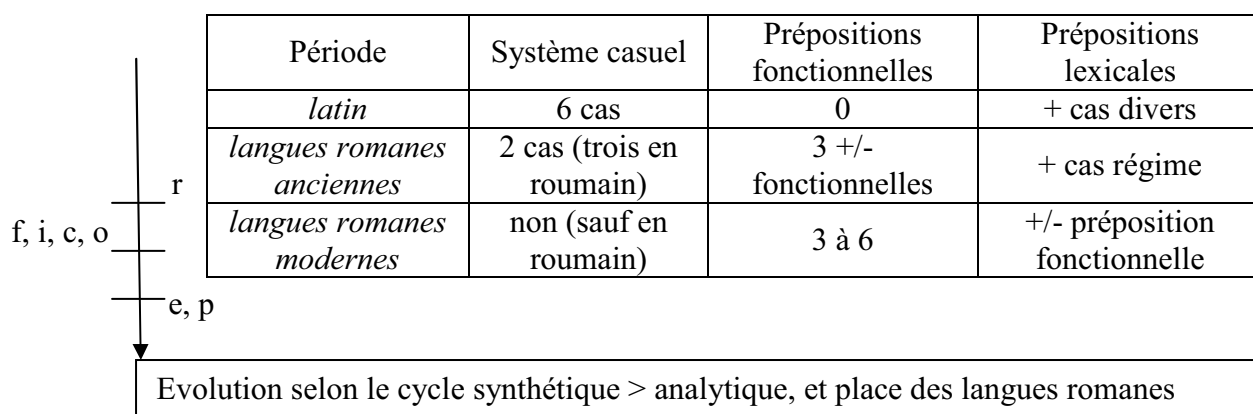 Période
Système casuel
Prépositions
fonctionnelles
Prépositions
lexicales
latin
6 cas
0
+ cas divers
langues romanes
anciennes
2 cas (trois en
roumain)
3 +/-
fonctionnelles
+ cas régime
langues romanes
modernes
non (sauf en
roumain)
3 à 6
+/- préposition
fonctionnelle
r
f, i, c, o
e, p
Evolution selon le cycle synthétique > analytique, et place des langues romanes